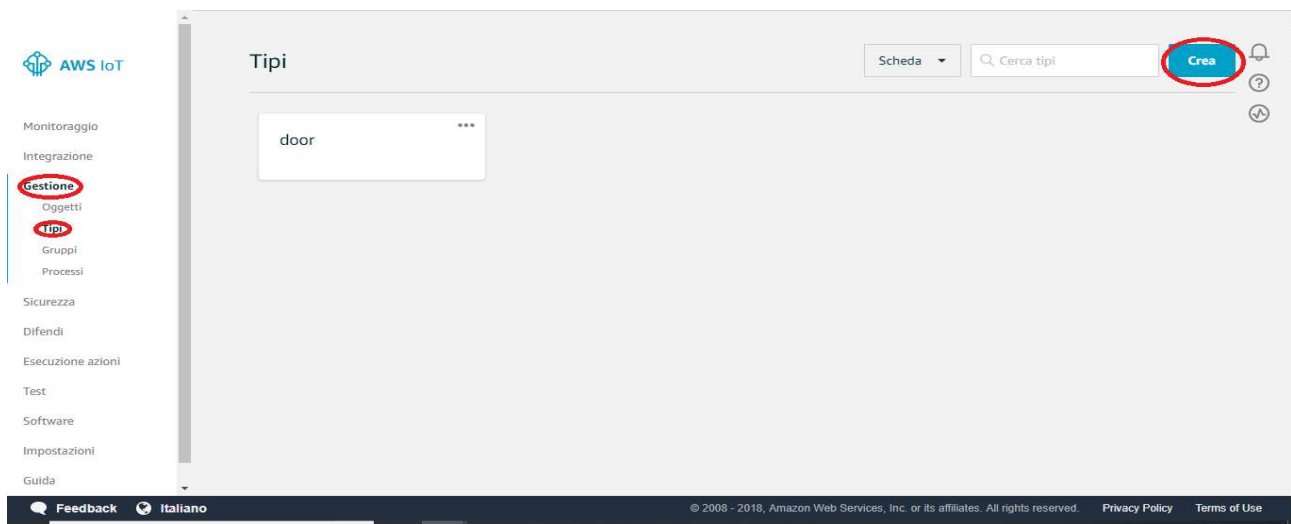 AWS IoT
Monitoraggio
Integrazione
Gestione
Oggetti
Tipi
Gruppi
Processi
Sicurezza
Difendi
Esecuzione azioni
Test
Software
Impostazioni
Guida
Tipi
Scheda
Cerca tipi
Crea
door
Feedback
Italiano
© 2008 - 2018, Amazon Web Services, Inc. or its affiliates. All rights reserved.
Privacy Policy
Terms of Use